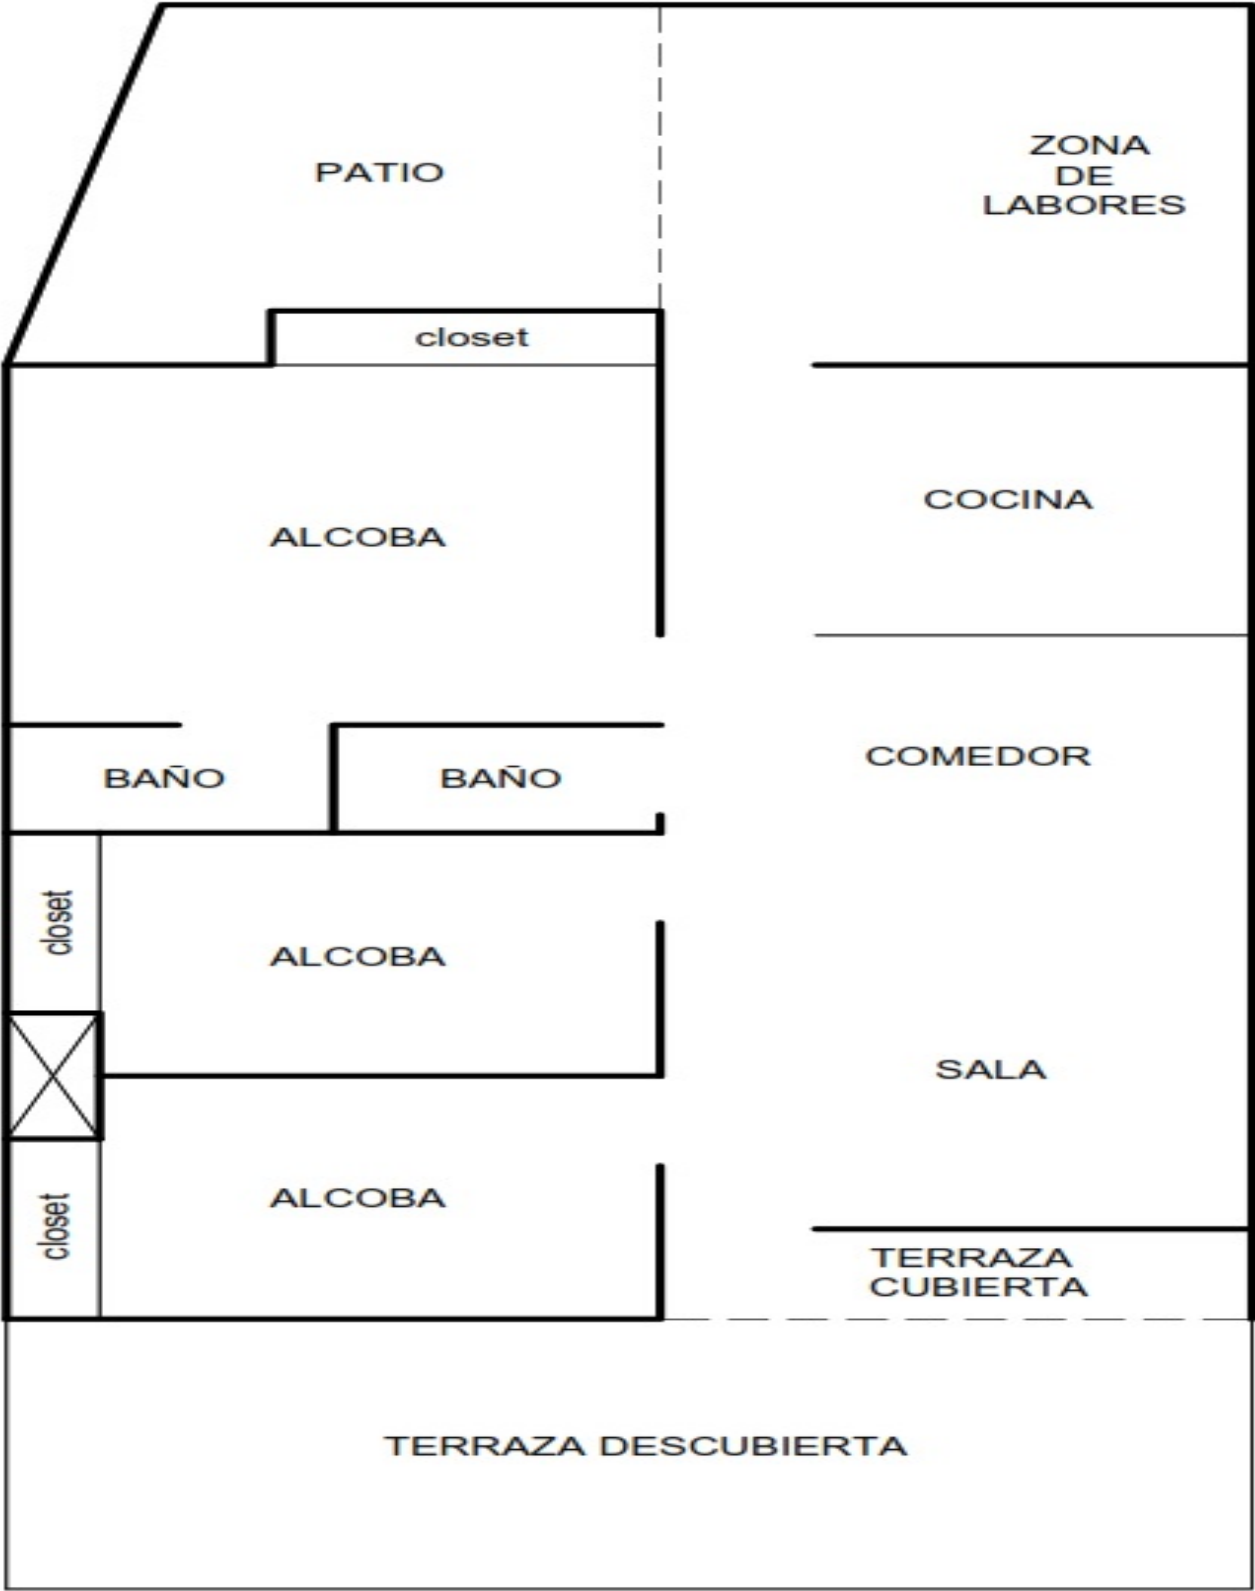 PATIO
ZONA
DE
LABORES
closet
COCINA
ALCOBA
COMEDOR
BAÑO
BAÑO
closet
ALCOBA
SALA
closet
ALCOBA
TERRAZA
CUBIERTA
TERRAZA DESCUBIERTA